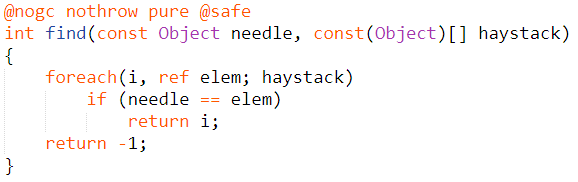 @nogc nothrow pure @safe
int find(const Object needle, const(Object)[] haystack)
{
    foreach(i, ref elem; haystack)
        if (needle == elem)
            return i;
    return -1;
}